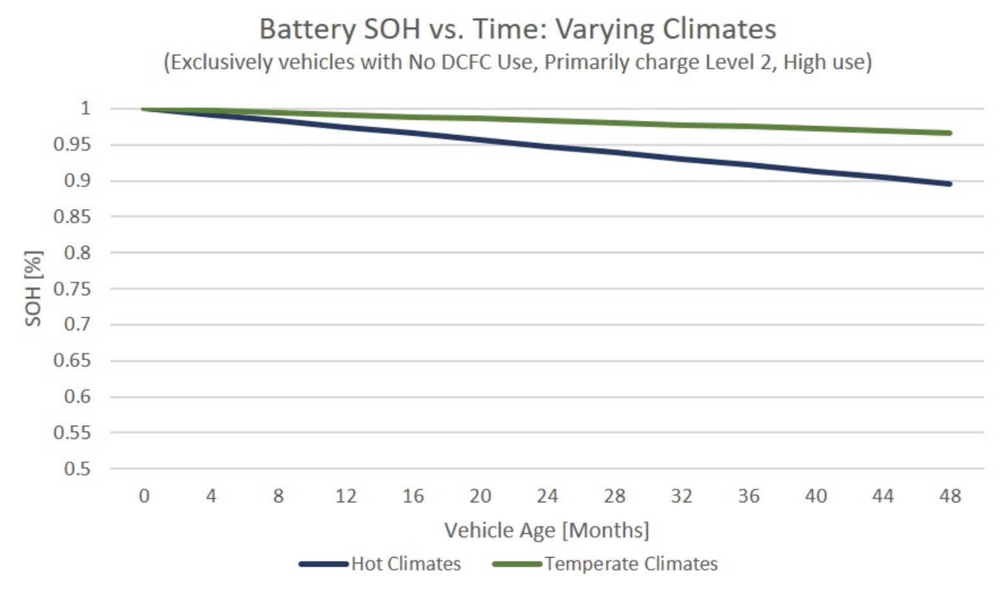 Battery SOH vs. Time: Varying Climates
(Exclusively vehicles with No DCFC Use, Primarily charge Level 2, High use)
1
0.95
0.9
0.85
0.8
0.75
0.7
0.65
0.6
0.55
0.5
SOH [%]
0 4 8 12 16 20 24 28 32 36 40 44 48
Vehicle Age [Months]
Hot Climates Temperate Climates